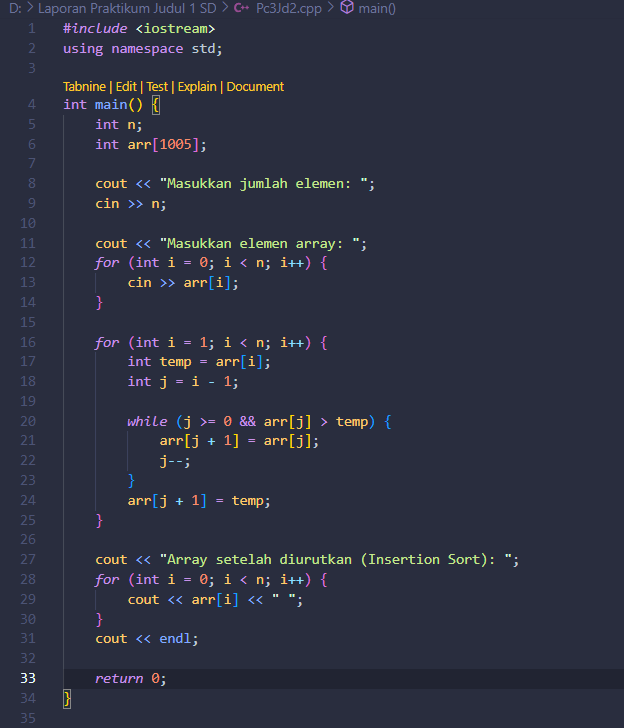 D: > Laporan Praktikum Judul 1 SD > C++ Pc3Jd2.cpp > main()
1 #include <iostream>
2 using namespace std;
3
Tabnine | Edit | Test | Explain | Document
4 int main() {
5     int n;
6     int arr[1005];
7
8     cout << "Masukkan jumlah elemen: ";
9     cin >> n;
10
11     cout << "Masukkan elemen array: ";
12     for (int i = 0; i < n; i++) {
13         cin >> arr[i];
14     }
15
16     for (int i = 1; i < n; i++) {
17         int temp = arr[i];
18         int j = i - 1;
19
20         while (j >= 0 && arr[j] > temp) {
21             arr[j + 1] = arr[j];
22             j--;
23         }
24         arr[j + 1] = temp;
25     }
26
27     cout << "Array setelah diurutkan (Insertion Sort): ";
28     for (int i = 0; i < n; i++) {
29         cout << arr[i] << " ";
30     }
31     cout << endl;
32
33     return 0;
34 }
35